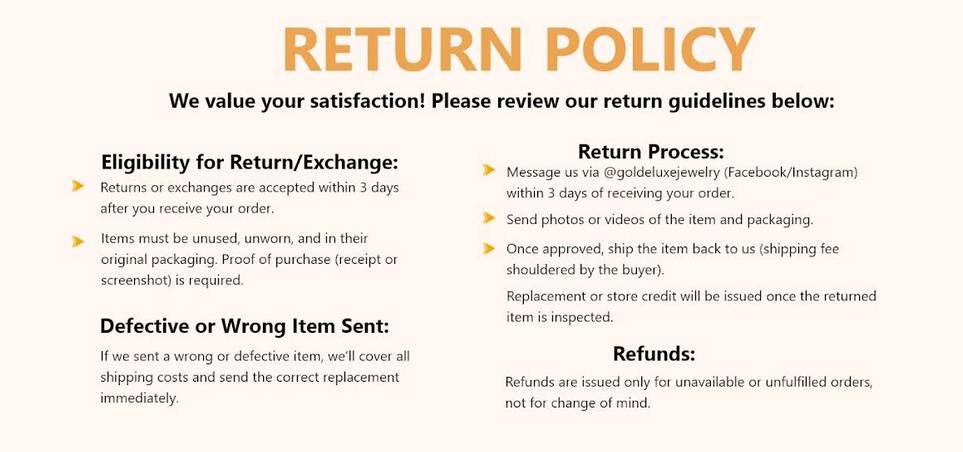 RETURN POLICY
We value your satisfaction! Please review our return guidelines below:
Eligibility for Return/Exchange:
Returns or exchanges are accepted within 3 days
after you receive your order.
Items must be unused, unworn, and in their
original packaging. Proof of purchase (receipt or
screenshot) is required.
Defective or Wrong Item Sent:
If we sent a wrong or defective item, we’ll cover all
shipping costs and send the correct replacement
immediately.
Return Process:
Message us via @goldeluxejewelry (Facebook/Instagram)
within 3 days of receiving your order.
Send photos or videos of the item and packaging.
Once approved, ship the item back to us (shipping fee
shouldered by the buyer).
Replacement or store credit will be issued once the returned
item is inspected.
Refunds:
Refunds are issued only for unavailable or unfulfilled orders,
not for change of mind.